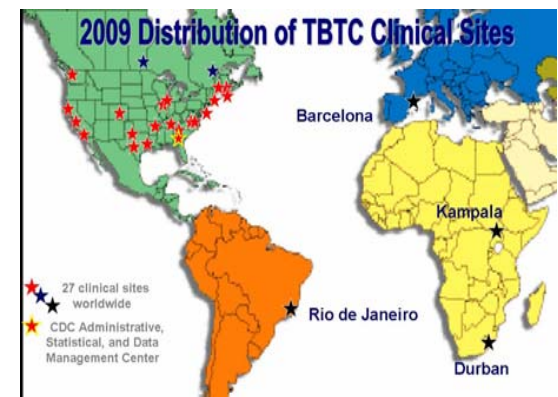 2009 Distribution of TBTC Clinical Sites
Barcelona
Kampala
Rio de Janeiro
Durban
27 clinical sites
worldwide
CDC Administrative,
Statistical, and Data
Management Center